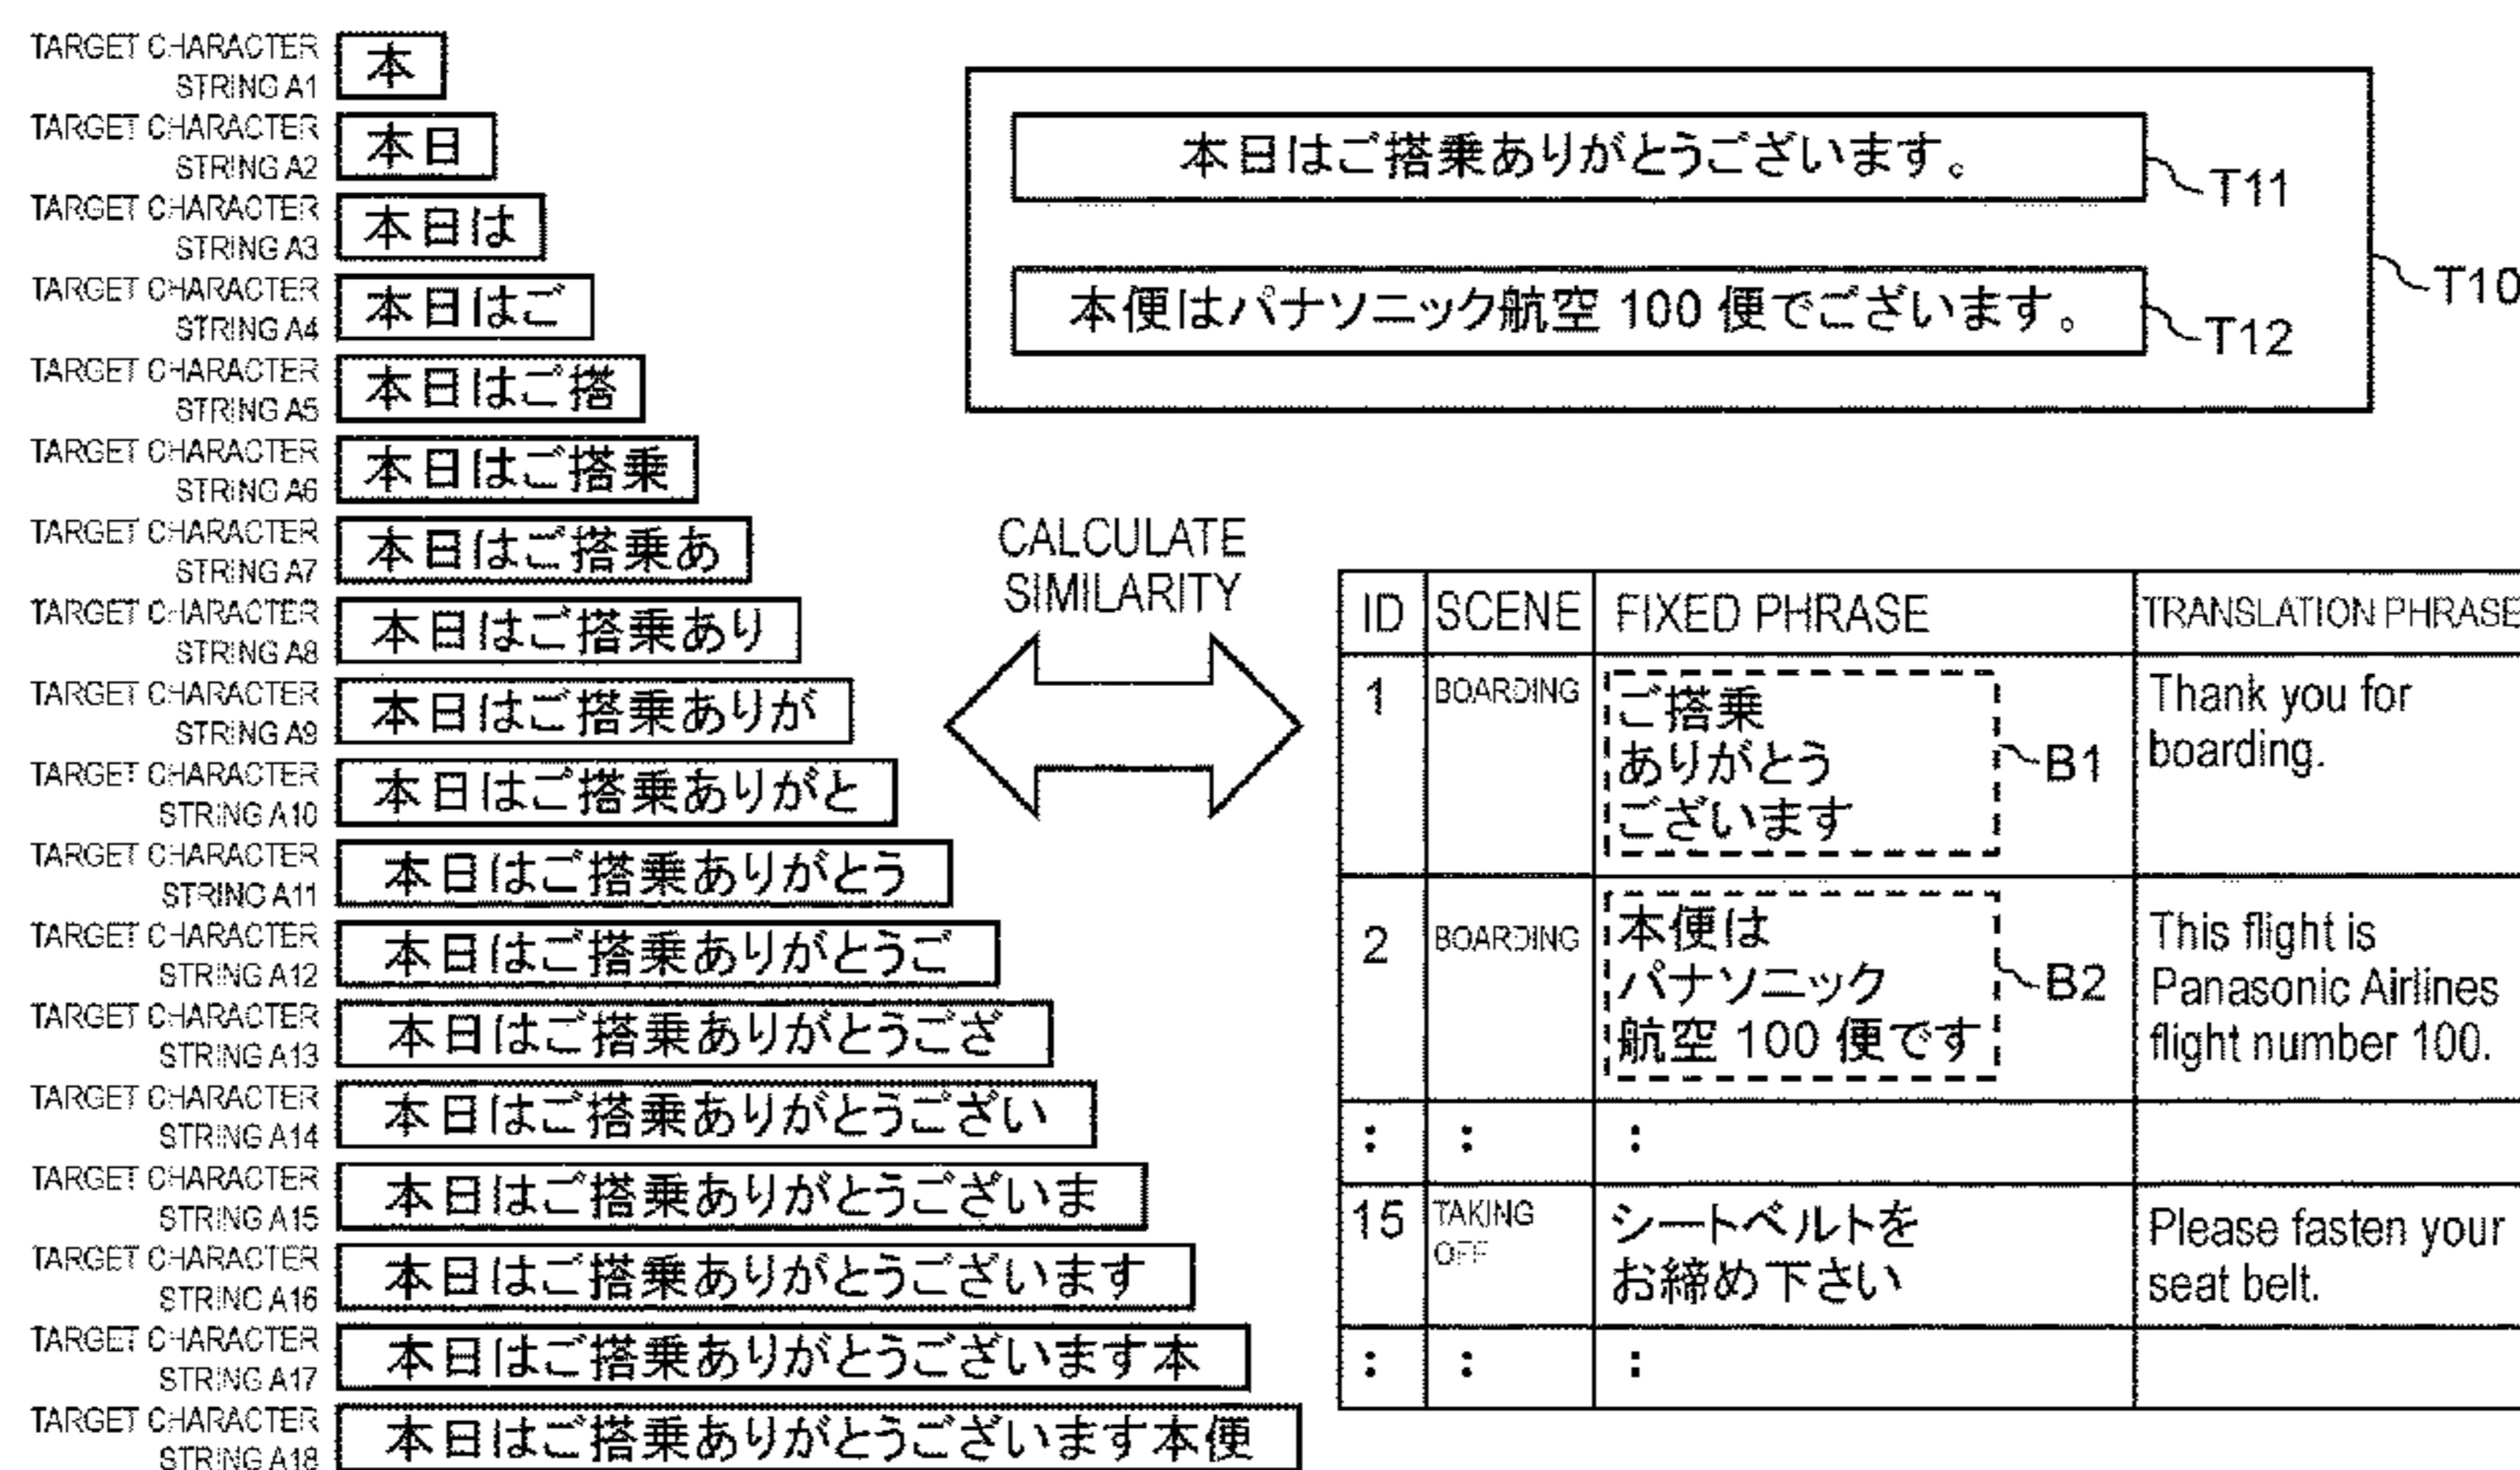 TARGET CHARACTER
STRING A1
本
TARGET CHARACTER
STRING A2
本日
TARGET CHARACTER
STRING A3
本日は
TARGET CHARACTER
STRING A4
本日はご
TARGET CHARACTER
STRING A5
本日はご搭
TARGET CHARACTER
STRING A6
本日はご搭乗
TARGET CHARACTER
STRING A7
本日はご搭乗あ
TARGET CHARACTER
STRING A8
本日はご搭乗あり
TARGET CHARACTER
STRING A9
本日はご搭乗ありが
TARGET CHARACTER
STRING A10
本日はご搭乗ありがと
TARGET CHARACTER
STRING A11
本日はご搭乗ありがとう
TARGET CHARACTER
STRING A12
本日はご搭乗ありがとうご
TARGET CHARACTER
STRING A13
本日はご搭乗ありがとうござ
TARGET CHARACTER
STRING A14
本日はご搭乗ありがとうござい
TARGET CHARACTER
STRING A15
本日はご搭乗ありがとうございま
TARGET CHARACTER
STRING A16
本日はご搭乗ありがとうございます
TARGET CHARACTER
STRING A17
本日はご搭乗ありがとうございます本
TARGET CHARACTER
STRING A18
本日はご搭乗ありがとうございます本便
本日はご搭乗ありがとうございます。
T11
本便はパナソニック航空 100 便でございます。
T12
T10
CALCULATE
SIMILARITY
ID SCENE FIXED PHRASE TRANSLATION PHRASE
1 BOARDING
ご搭乗
ありがとう
ございます
B1
Thank you for
boarding.
2 BOARDING
本便は
パナソニック
航空 100 便です
B2
This flight is
Panasonic Airlines
flight number 100.
: : :
15 TAKING
OFF
シートベルトを
お締め下さい
Please fasten your
seat belt.
: : :